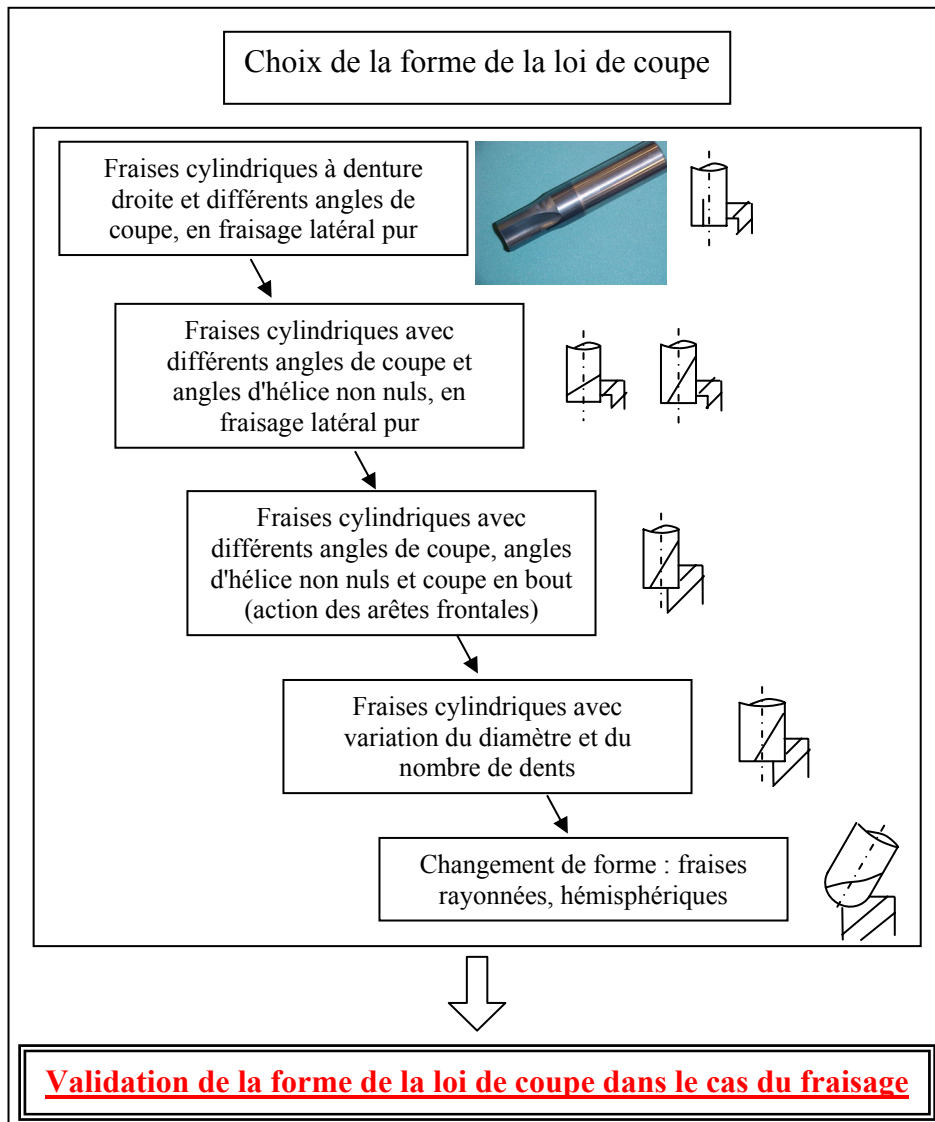 Choix de la forme de la loi de coupe
Fraises cylindriques à denture
droite et différents angles de
coupe, en fraisage latéral pur
Fraises cylindriques avec
différents angles de coupe et
angles d'hélice non nuls, en
fraisage latéral pur
Fraises cylindriques avec
différents angles de coupe, angles
d'hélice non nuls et coupe en bout
(action des arêtes frontales)
Fraises cylindriques avec
variation du diamètre et du
nombre de dents
Changement de forme : fraises
rayonnées, hémisphériques
Validation de la forme de la loi de coupe dans le cas du fraisage